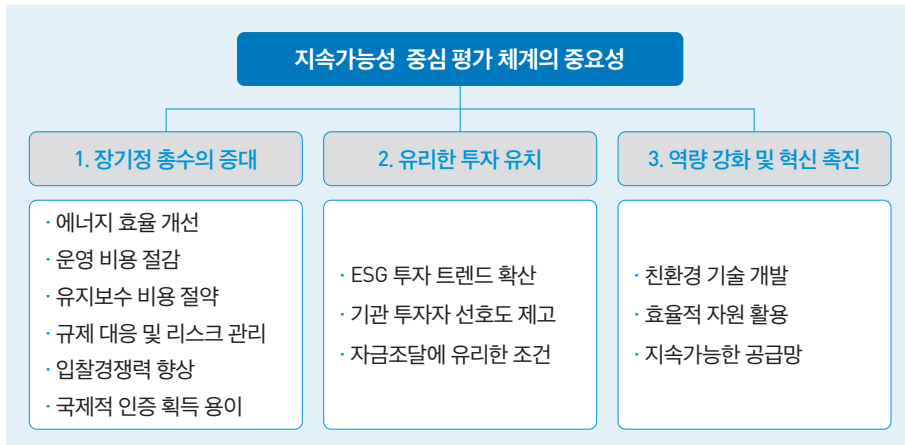 지속가능성 중심 평가 체계의 중요성
1. 장기정 총수의 증대
2. 유리한 투자 유치
3. 역량 강화 및 혁신 촉진
· 에너지 효율 개선
· 운영 비용 절감
· 유지보수 비용 절약
· 규제 대응 및 리스크 관리
· 입찰경쟁력 향상
· 국제적 인증 획득 용이
· ESG 투자 트렌드 확산
· 기관 투자자 선호도 제고
· 자금조달에 유리한 조건
· 친환경 기술 개발
· 효율적 자원 활용
· 지속가능한 공급망